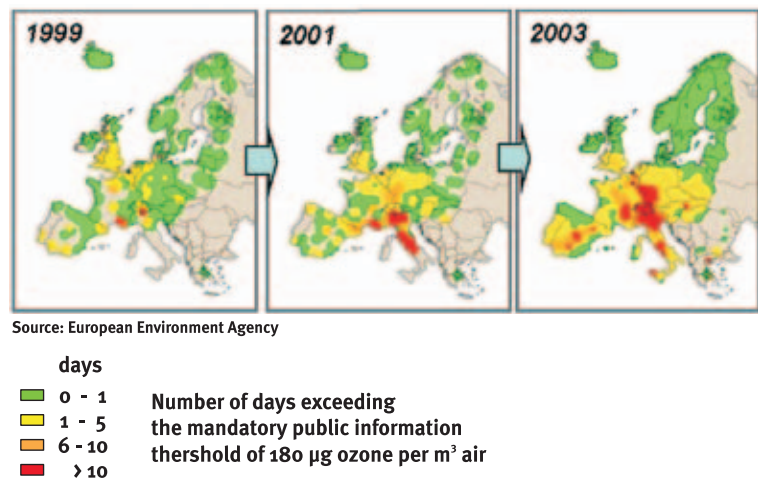 1999
2001
2003
Source: European Environment Agency
days
0 - 1
1 - 5
6 - 10
> 10
Number of days exceeding
the mandatory public information
thershold of 180 µg ozone per m³ air